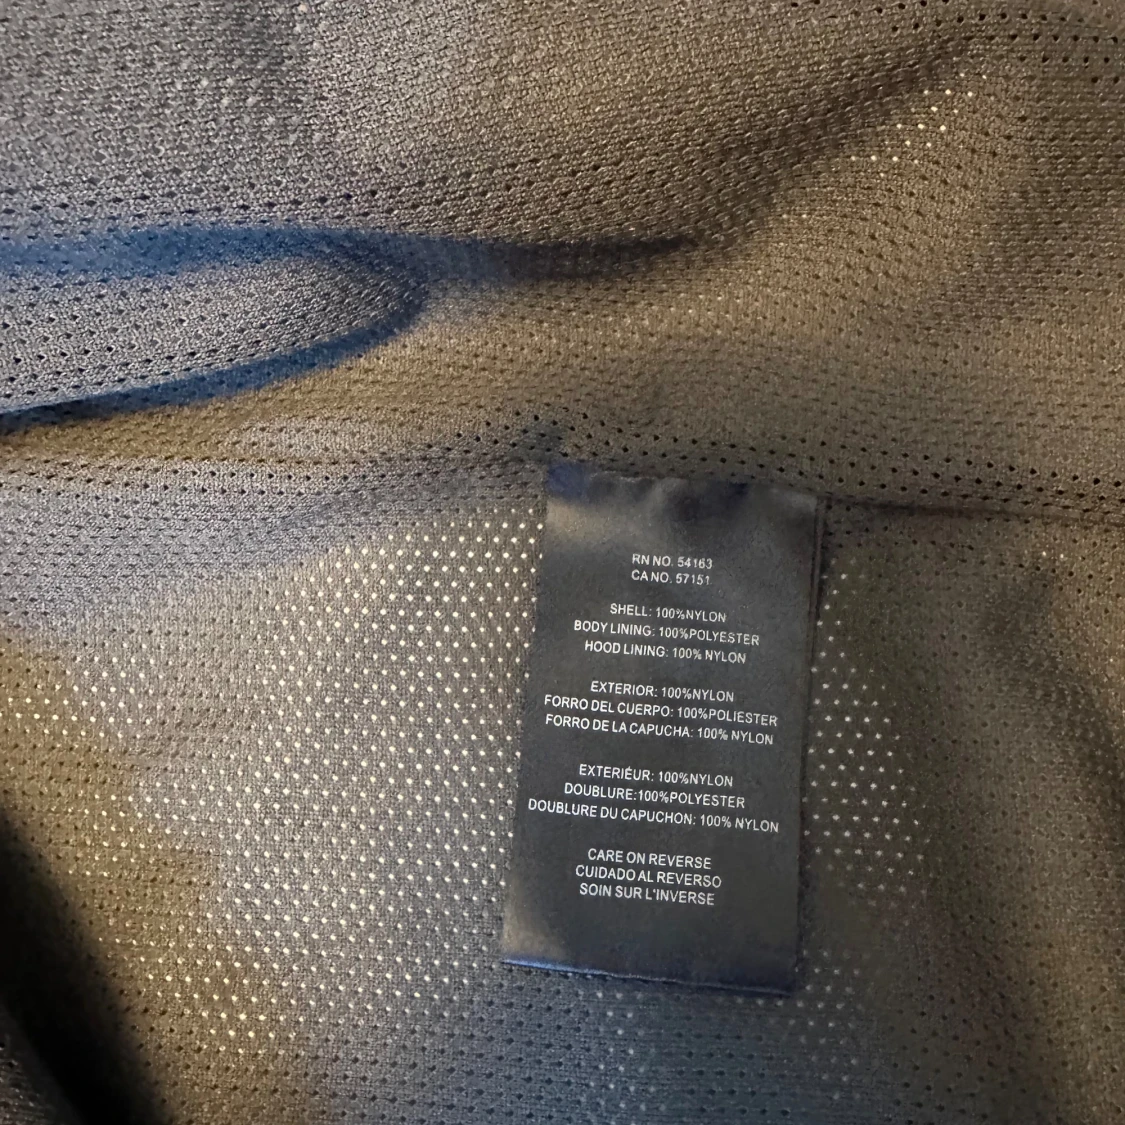 RN NO. 54163
CA NO. 57151
SHELL: 100%NYLON
BODY LINING: 100%POLYESTER
HOOD LINING: 100% NYLON
EXTERIOR: 100%NYLON
FORRO DEL CUERPO: 100%POLIESTER
FORRO DE LA CAPUCHA: 100% NYLON
EXTERIÉUR: 100%NYLON
DOUBLURE:100%POLYESTER
DOUBLURE DU CAPUCHON: 100% NYLON
CARE ON REVERSE
CUIDADO AL REVERSO
SOIN SUR L'INVERSE